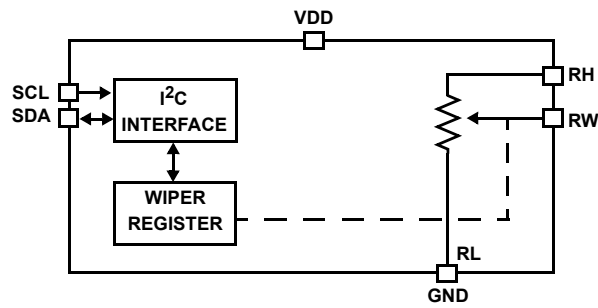 VDD
SCL
SDA
I²C
INTERFACE
WIPER
REGISTER
RH
RW
RL
GND